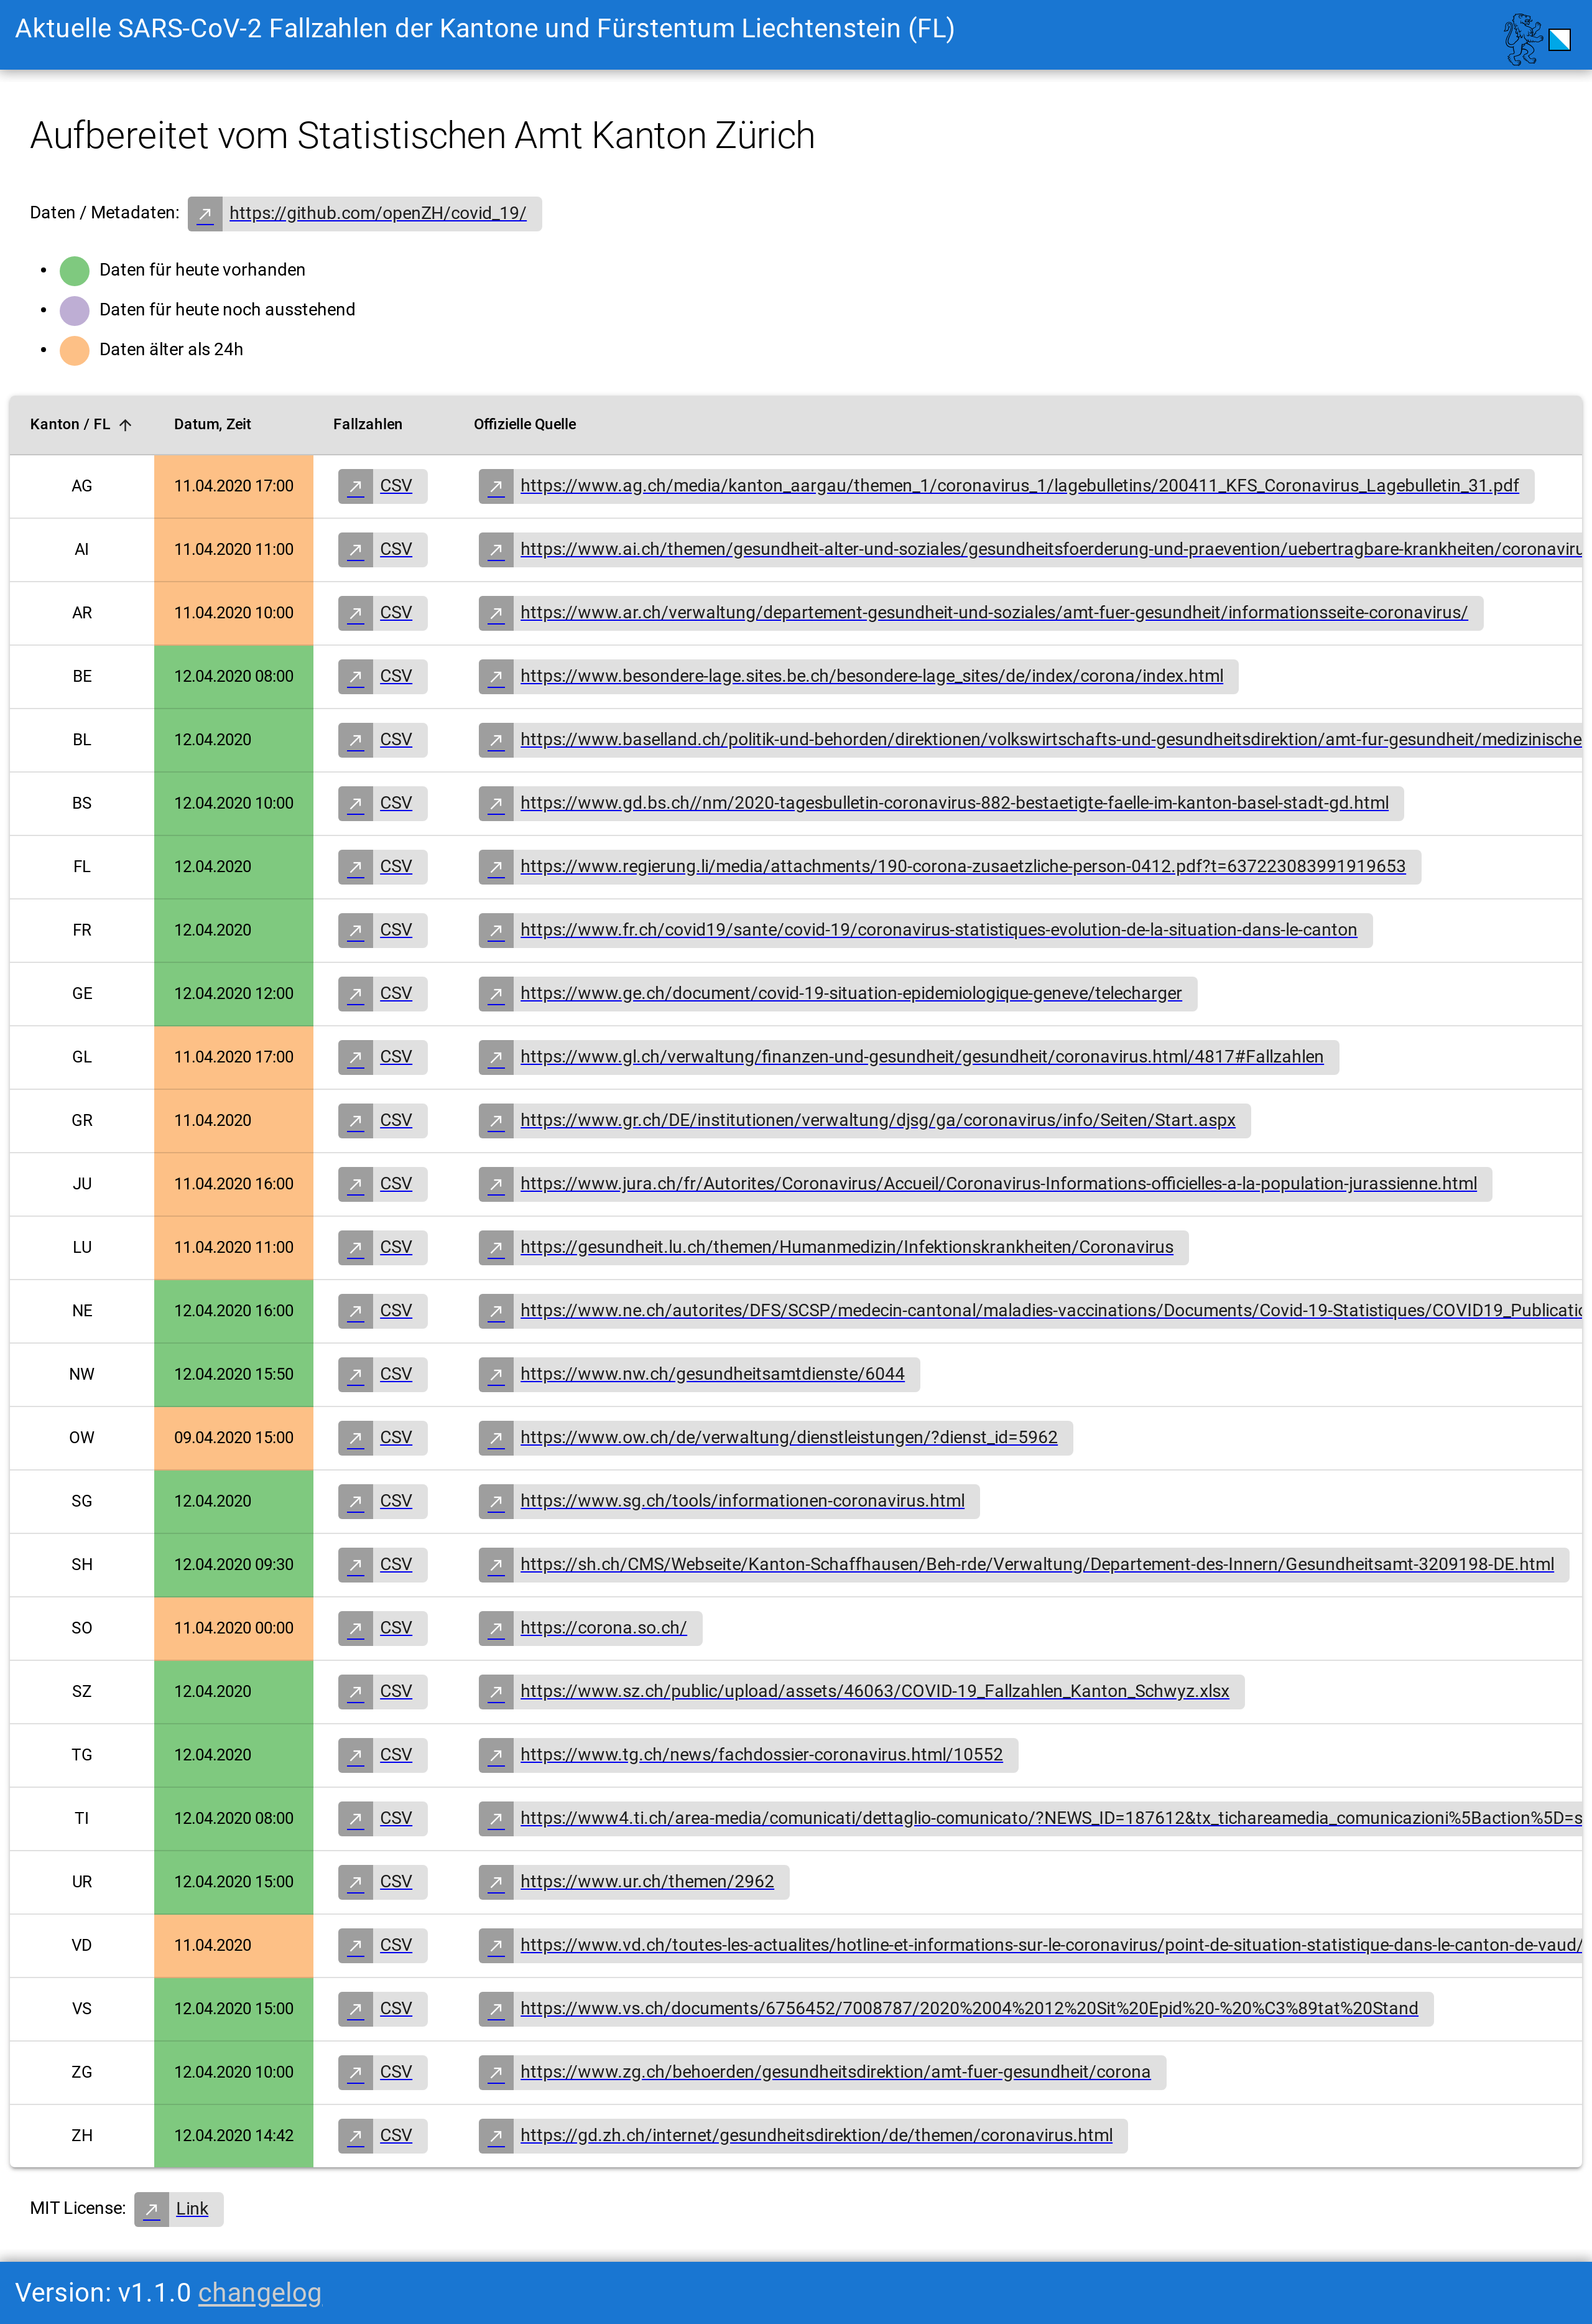 Aktuelle SARS-CoV-2 Fallzahlen der Kantone und Fürstentum Liechtenstein (FL)
Aufbereitet vom Statistischen Amt Kanton Zürich
Daten / Metadaten: https://github.com/openZH/covid_19/
Daten für heute vorhanden
Daten für heute noch ausstehend
Daten älter als 24h
Kanton / FL Datum, Zeit Fallzahlen Offizielle Quelle
AG 11.04.2020 17:00 CSV https://www.ag.ch/media/kanton_aargau/themen_1/coronavirus_1/lagebulletins/200411_KFS_Coronavirus_Lagebulletin_31.pdf
AI 11.04.2020 11:00 CSV https://www.ai.ch/themen/gesundheit-alter-und-soziales/gesundheitsfoerderung-und-praevention/uebertragbare-krankheiten/coronaviru
AR 11.04.2020 10:00 CSV https://www.ar.ch/verwaltung/departement-gesundheit-und-soziales/amt-fuer-gesundheit/informationsseite-coronavirus/
BE 12.04.2020 08:00 CSV https://www.besondere-lage.sites.be.ch/besondere-lage_sites/de/index/corona/index.html
BL 12.04.2020 CSV https://www.baselland.ch/politik-und-behorden/direktionen/volkswirtschafts-und-gesundheitsdirektion/amt-fur-gesundheit/medizinische
BS 12.04.2020 10:00 CSV https://www.gd.bs.ch//nm/2020-tagesbulletin-coronavirus-882-bestaetigte-faelle-im-kanton-basel-stadt-gd.html
FL 12.04.2020 CSV https://www.regierung.li/media/attachments/190-corona-zusaetzliche-person-0412.pdf?t=637223083991919653
FR 12.04.2020 CSV https://www.fr.ch/covid19/sante/covid-19/coronavirus-statistiques-evolution-de-la-situation-dans-le-canton
GE 12.04.2020 12:00 CSV https://www.ge.ch/document/covid-19-situation-epidemiologique-geneve/telecharger
GL 11.04.2020 17:00 CSV https://www.gl.ch/verwaltung/finanzen-und-gesundheit/gesundheit/coronavirus.html/4817#Fallzahlen
GR 11.04.2020 CSV https://www.gr.ch/DE/institutionen/verwaltung/djsg/ga/coronavirus/info/Seiten/Start.aspx
JU 11.04.2020 16:00 CSV https://www.jura.ch/fr/Autorites/Coronavirus/Accueil/Coronavirus-Informations-officielles-a-la-population-jurassienne.html
LU 11.04.2020 11:00 CSV https://gesundheit.lu.ch/themen/Humanmedizin/Infektionskrankheiten/Coronavirus
NE 12.04.2020 16:00 CSV https://www.ne.ch/autorites/DFS/SCSP/medecin-cantonal/maladies-vaccinations/Documents/Covid-19-Statistiques/COVID19_Publicatio
NW 12.04.2020 15:50 CSV https://www.nw.ch/gesundheitsamtdienste/6044
OW 09.04.2020 15:00 CSV https://www.ow.ch/de/verwaltung/dienstleistungen/?dienst_id=5962
SG 12.04.2020 CSV https://www.sg.ch/tools/informationen-coronavirus.html
SH 12.04.2020 09:30 CSV https://sh.ch/CMS/Webseite/Kanton-Schaffhausen/Beh-rde/Verwaltung/Departement-des-Innern/Gesundheitsamt-3209198-DE.html
SO 11.04.2020 00:00 CSV https://corona.so.ch/
SZ 12.04.2020 CSV https://www.sz.ch/public/upload/assets/46063/COVID-19_Fallzahlen_Kanton_Schwyz.xlsx
TG 12.04.2020 CSV https://www.tg.ch/news/fachdossier-coronavirus.html/10552
TI 12.04.2020 08:00 CSV https://www4.ti.ch/area-media/comunicati/dettaglio-comunicato/?NEWS_ID=187612&tx_tichareamedia_comunicazioni%5Baction%5D=s
UR 12.04.2020 15:00 CSV https://www.ur.ch/themen/2962
VD 11.04.2020 CSV https://www.vd.ch/toutes-les-actualites/hotline-et-informations-sur-le-coronavirus/point-de-situation-statistique-dans-le-canton-de-vaud/
VS 12.04.2020 15:00 CSV https://www.vs.ch/documents/6756452/7008787/2020%2004%2012%20Sit%20Epid%20-%20%C3%89tat%20Stand
ZG 12.04.2020 10:00 CSV https://www.zg.ch/behoerden/gesundheitsdirektion/amt-fuer-gesundheit/corona
ZH 12.04.2020 14:42 CSV https://gd.zh.ch/internet/gesundheitsdirektion/de/themen/coronavirus.html
MIT License: Link
Version: v1.1.0 changelog